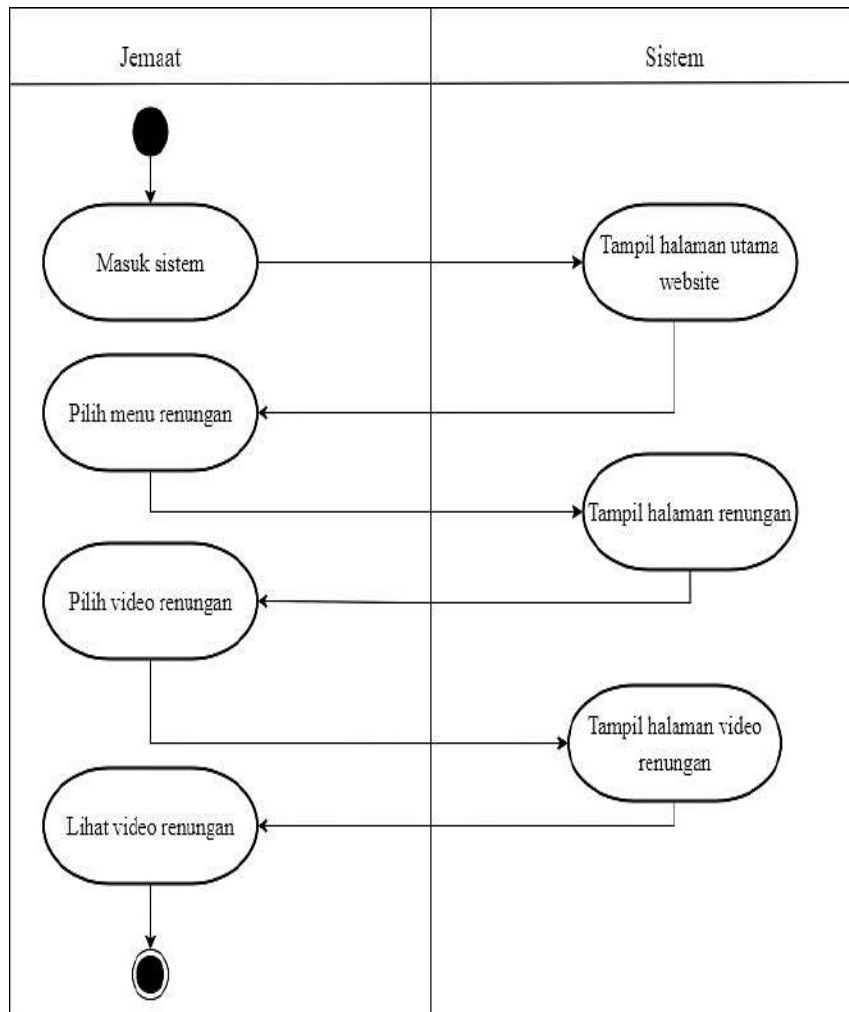 Jemaat
Sistem
Masuk sistem
Tampil halaman utama
website
Pilih menu renungan
Tampil halaman renungan
Pilih video renungan
Tampil halaman video
renungan
Lihat video renungan